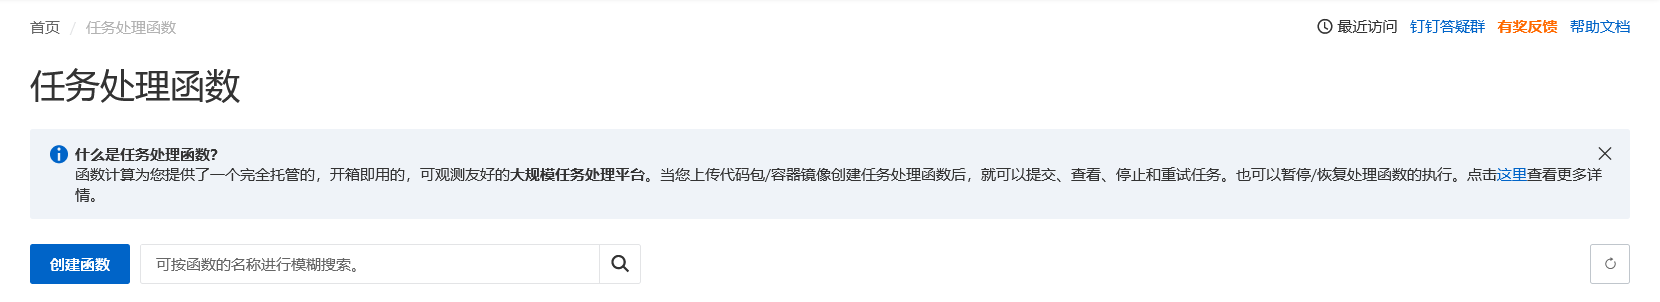 首页 / 任务处理函数
最近访问 钉钉答疑群 有奖反馈 帮助文档
任务处理函数
什么是任务处理函数?
函数计算为您提供了一个完全托管的，开箱即用的，可观测友好的大规模任务处理平台。当您上传代码包/容器镜像创建任务处理函数后，就可以提交、查看、停止和重试任务。也可以暂停/恢复处理函数的执行。点击这里查看更多详
情。
创建函数 可按函数的名称进行模糊搜索。